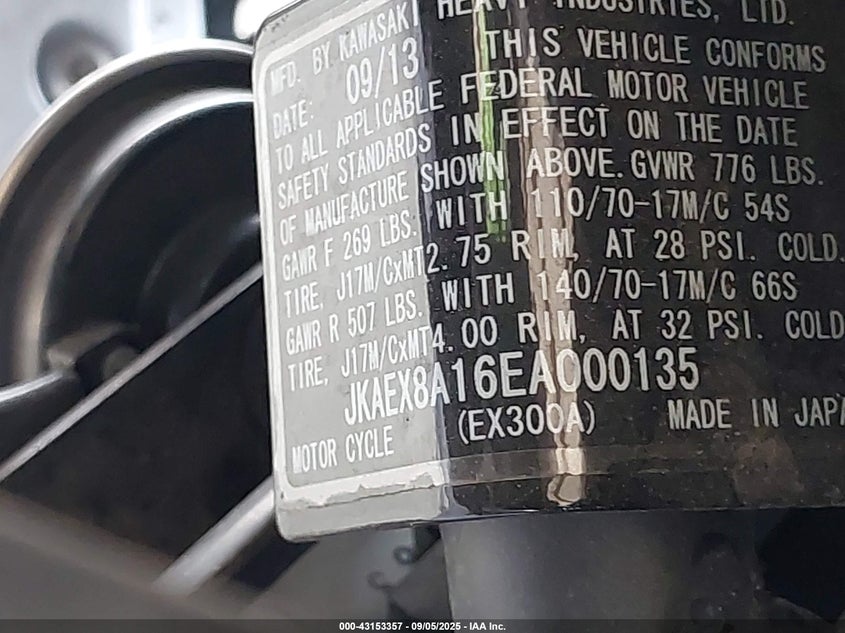 MFD. BY KAWASAKI HEAVY INDUSTRIES, LTD.
DATE: 09/13 THIS VEHICLE CONFORMS
TO ALL APPLICABLE FEDERAL MOTOR VEHICLE
SAFETY STANDARDS IN EFFECT ON THE DATE
OF MANUFACTURE SHOWN ABOVE. GVWR 776 LBS.
GAWR F 269 LBS. WITH 110/70-17M/C 54S
TIRE, J17M/CxMT2.75 RIM, AT 28 PSI. COLD.
GAWR R 507 LBS. WITH 140/70-17M/C 66S
TIRE, J17M/CxMT4.00 RIM, AT 32 PSI. COLD
JKAEX8A16EA000135
MOTOR CYCLE (EX300A) MADE IN JAPA
000-43153357 - 09/05/2025 - IAA Inc.